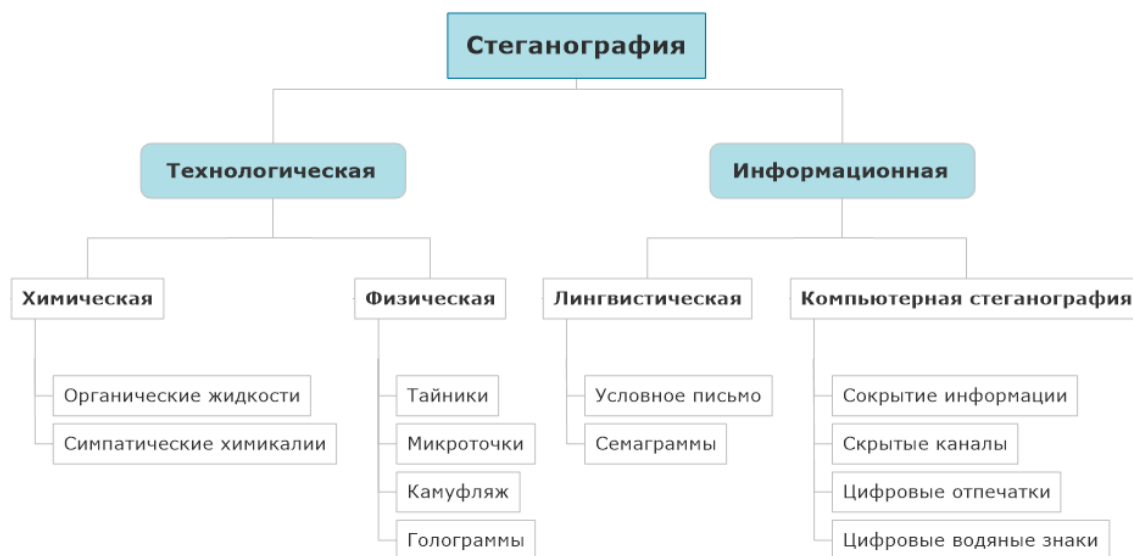 Стеганография
Технологическая
Информационная
Химическая
Физическая
Лингвистическая
Компьютерная стеганография
Органические жидкости
Симпатические химикалии
Тайники
Микроточки
Камуфляж
Голограммы
Условное письмо
Семаграммы
Сокрытие информации
Скрытые каналы
Цифровые отпечатки
Цифровые водяные знаки